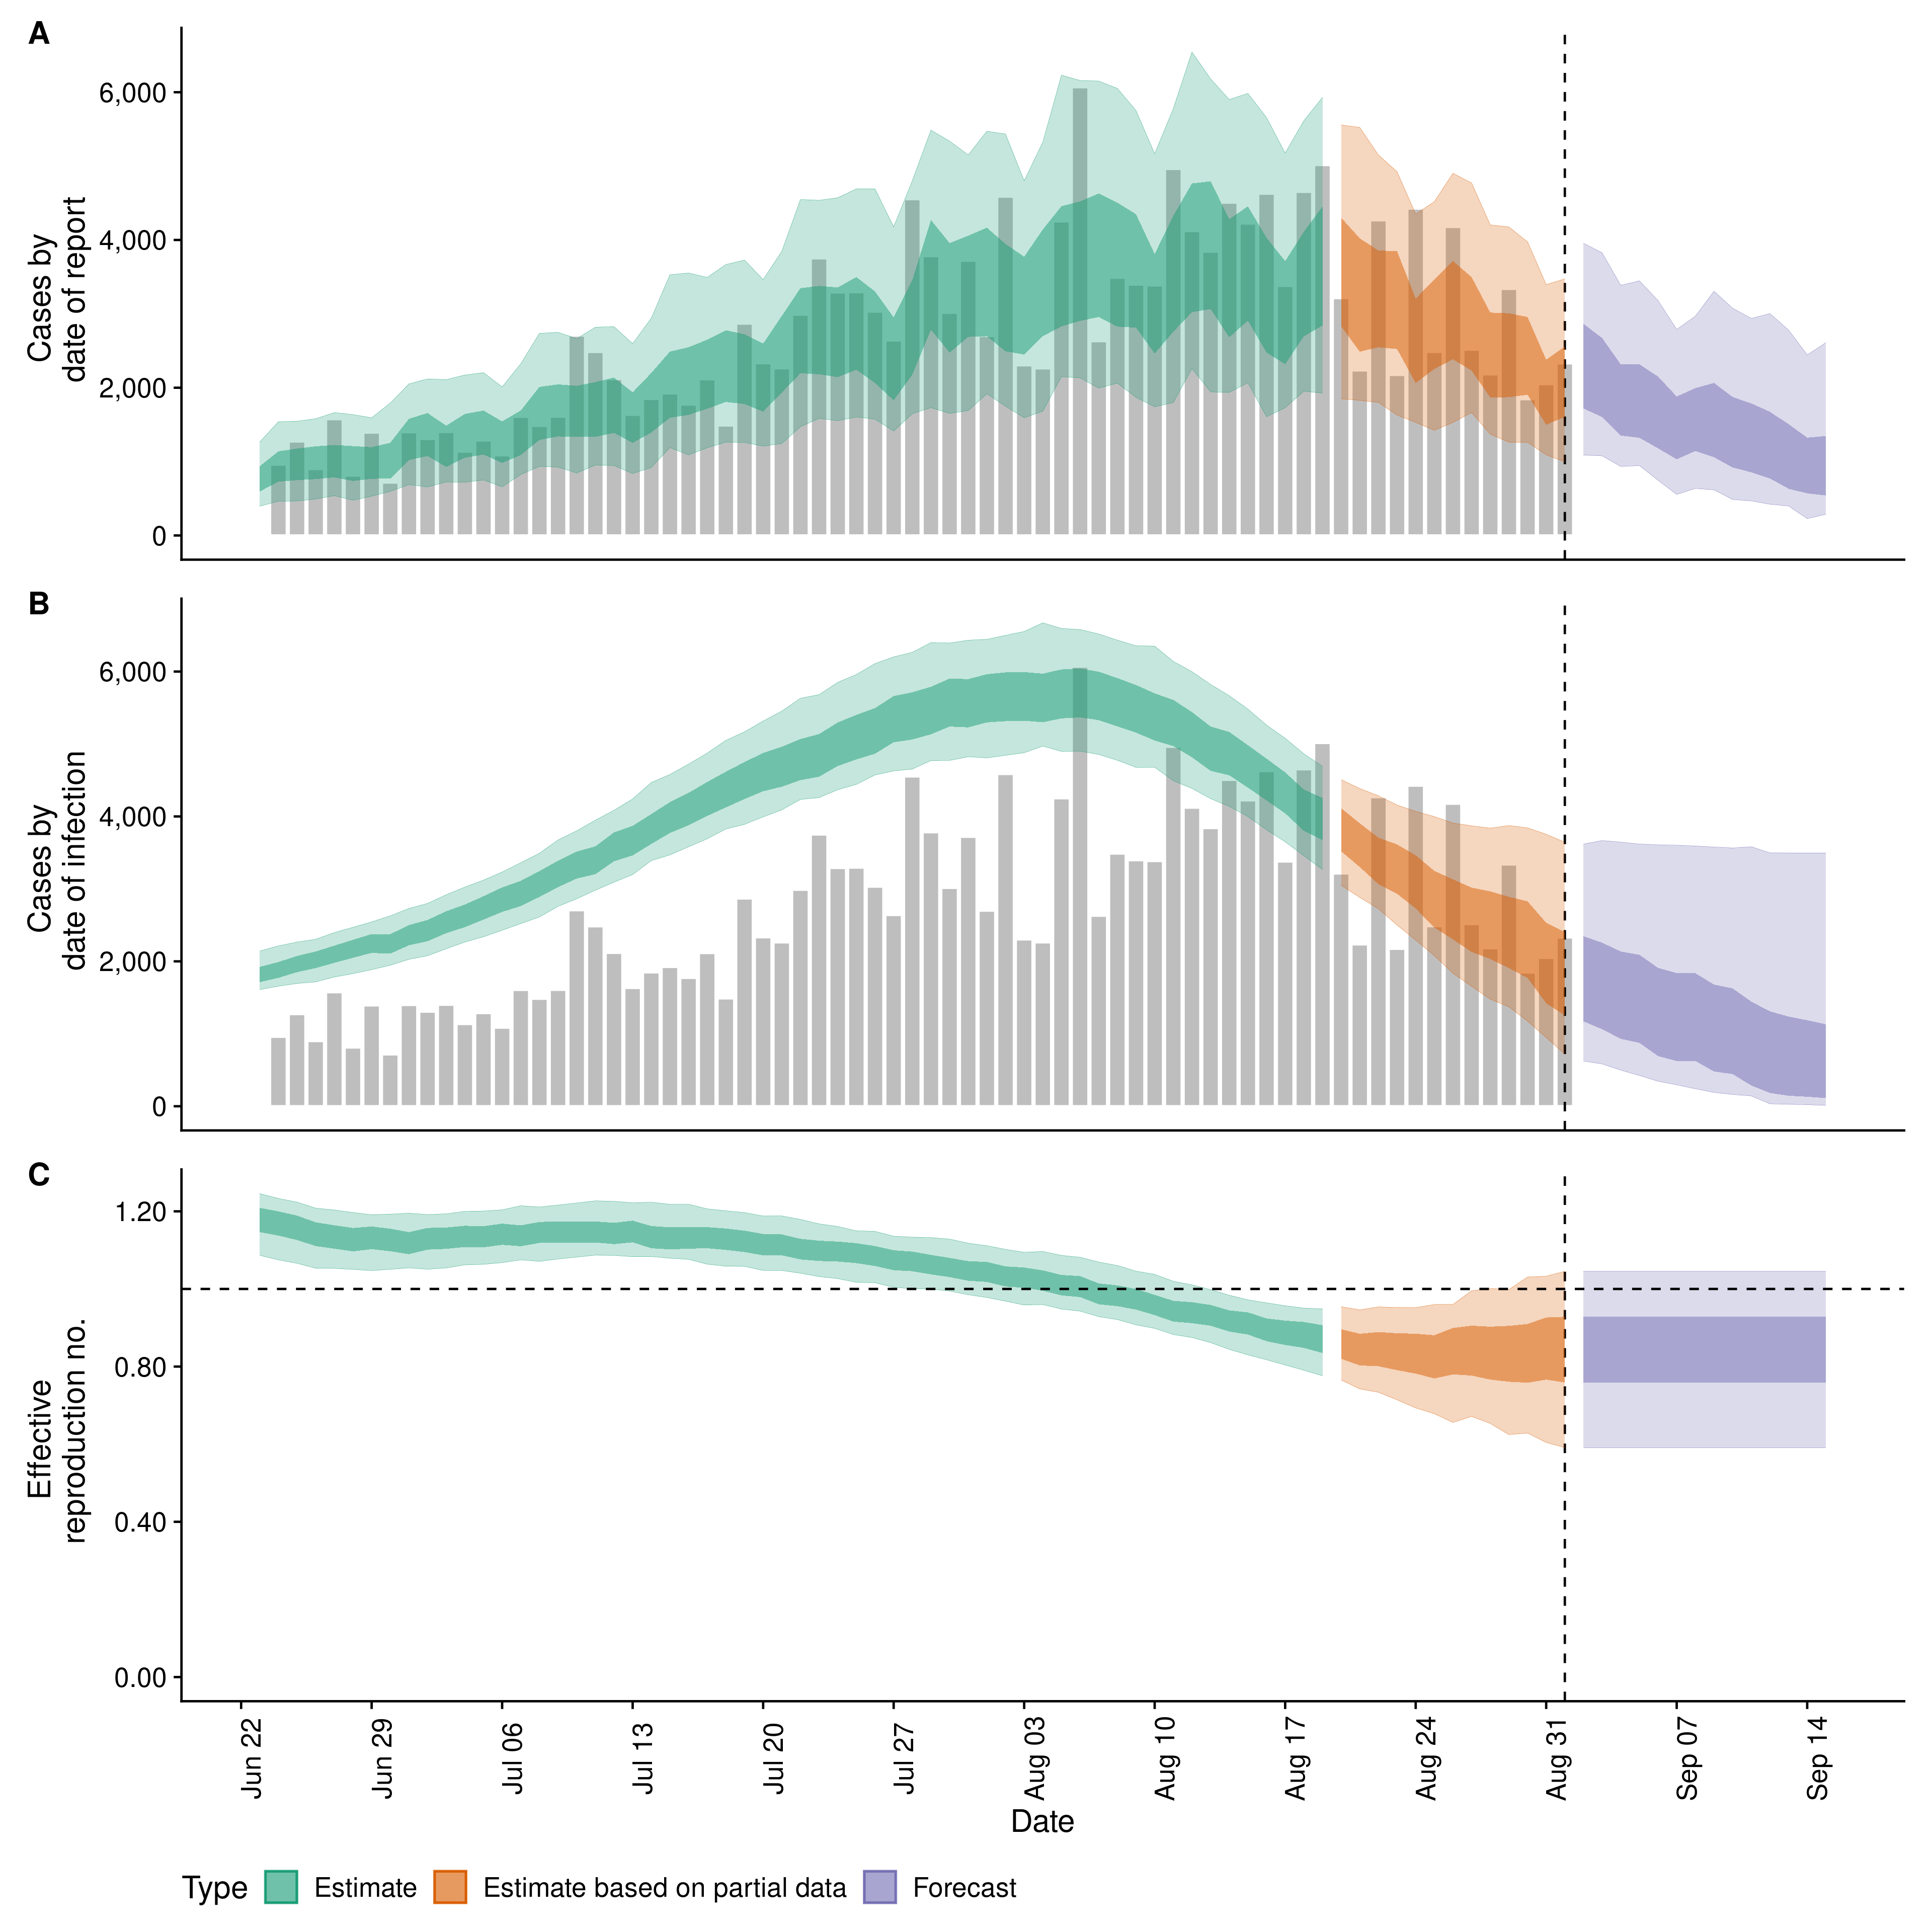 A
6,000
4,000
2,000
0
Cases by
date of report
B
6,000
4,000
2,000
0
Cases by
date of infection
C
1.20
0.80
0.40
0.00
Effective
reproduction no.
Jun 22
Jun 29
Jul 06
Jul 13
Jul 20
Jul 27
Aug 03
Aug 10
Aug 17
Aug 24
Aug 31
Sep 07
Sep 14
Date
Type Estimate Estimate based on partial data Forecast